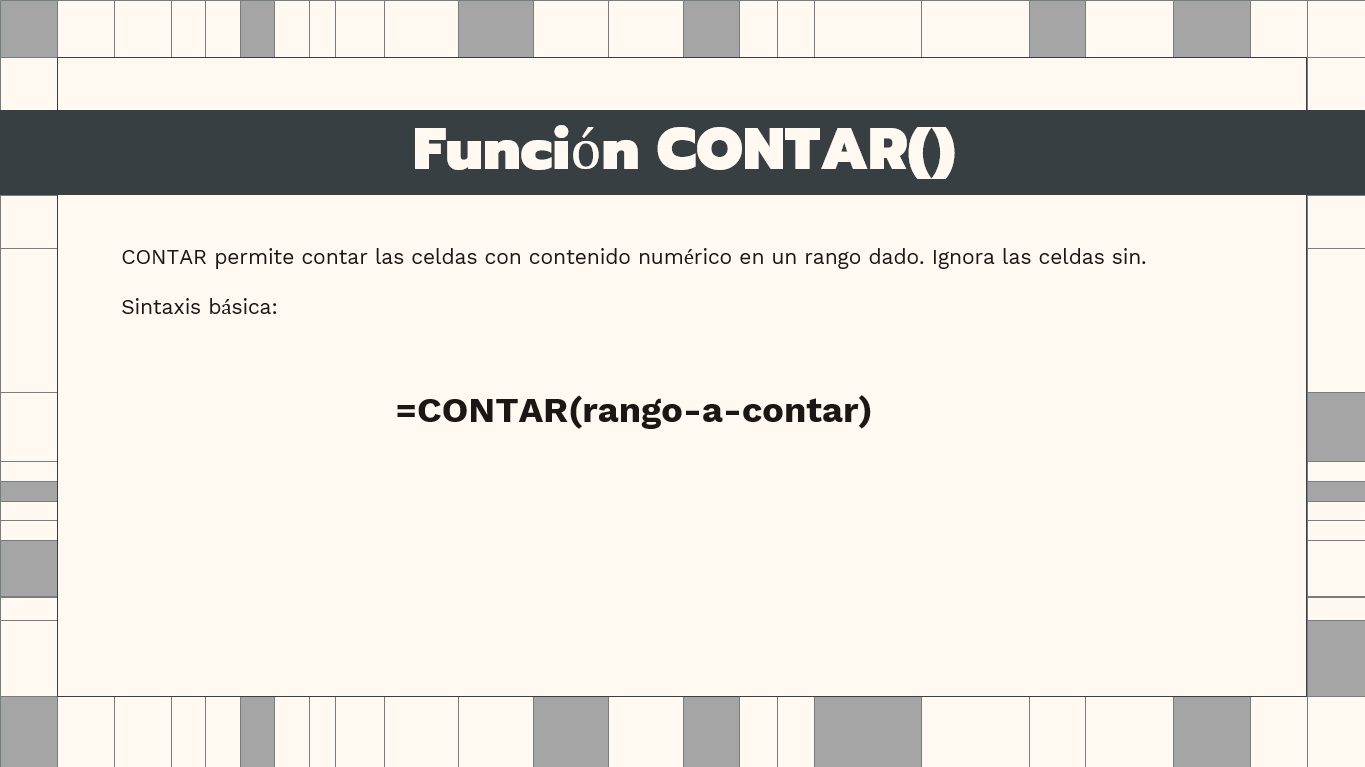 Función CONTAR()
CONTAR permite contar las celdas con contenido numérico en un rango dado. Ignora las celdas sin.
Sintaxis básica:
=CONTAR(rango-a-contar)